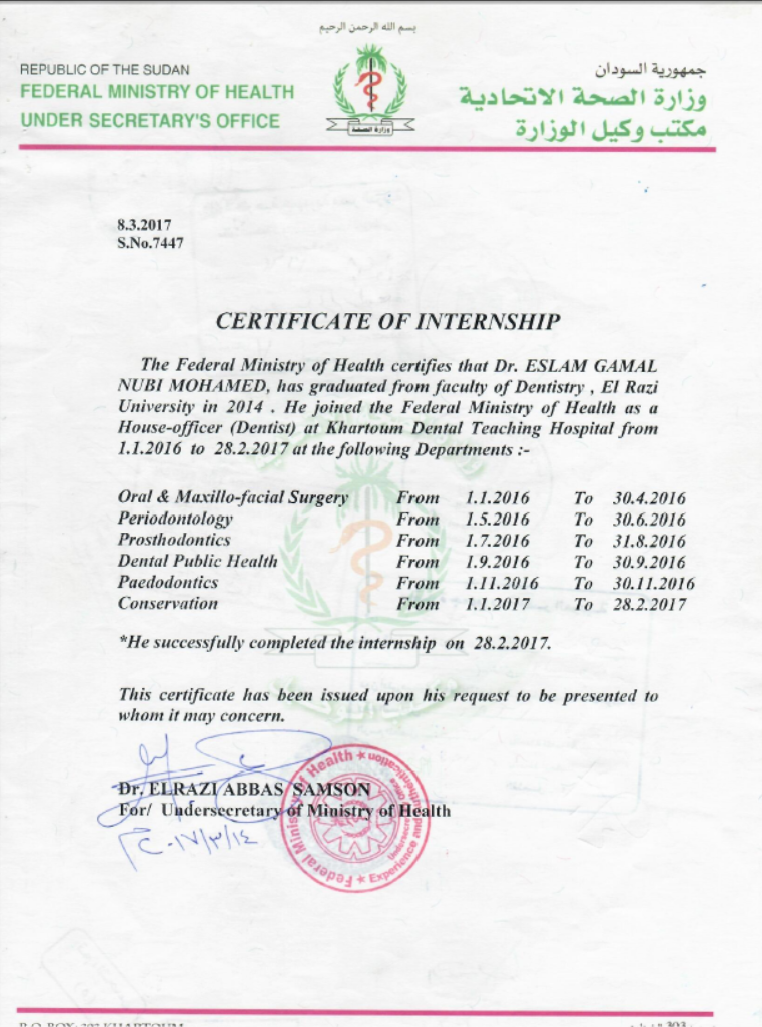 بسم الله الرحمن الرحيم
REPUBLIC OF THE SUDAN
FEDERAL MINISTRY OF HEALTH
UNDER SECRETARY'S OFFICE
جمهورية السودان
وزارة الصحة الاتحادية
مكتب وكيل الوزارة
وزارة الصحة
8.3.2017
S.No.7447
CERTIFICATE OF INTERNSHIP
The Federal Ministry of Health certifies that Dr. ESLAM GAMAL
NUBI MOHAMED, has graduated from faculty of Dentistry , El Razi
University in 2014 . He joined the Federal Ministry of Health as a
House-officer (Dentist) at Khartoum Dental Teaching Hospital from
1.1.2016 to 28.2.2017 at the following Departments :-
Oral & Maxillo-facial Surgery From 1.1.2016 To 30.4.2016
Periodontology From 1.5.2016 To 30.6.2016
Prosthodontics From 1.7.2016 To 31.8.2016
Dental Public Health From 1.9.2016 To 30.9.2016
Paedodontics From 1.11.2016 To 30.11.2016
Conservation From 1.1.2017 To 28.2.2017
*He successfully completed the internship on 28.2.2017.
This certificate has been issued upon his request to be presented to
whom it may concern.
Dr. ELRAZI ABBAS SAMSON
For/ Undersecretary of Ministry of Health
Federal Ministry of Health
Experience and Authentication